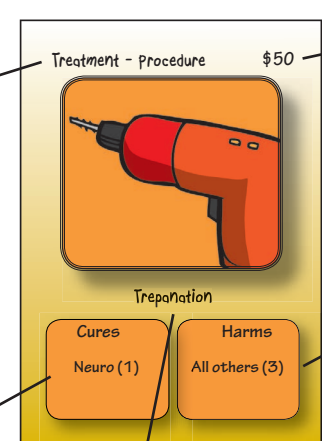 Treatment - Procedure $50
Trepanation
Cures Harms
Neuro (1) All others (3)